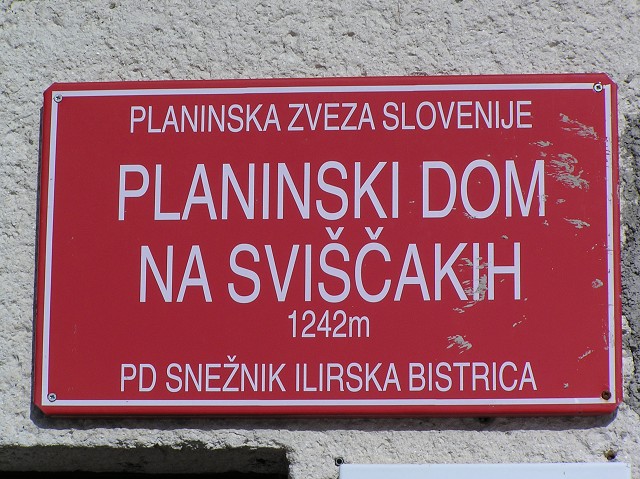 PLANINSKA ZVEZA SLOVENIJE
PLANINSKI DOM
NA SVIŠČAKIH
1242m
PD SNEŽNIK ILIRSKA BISTRICA